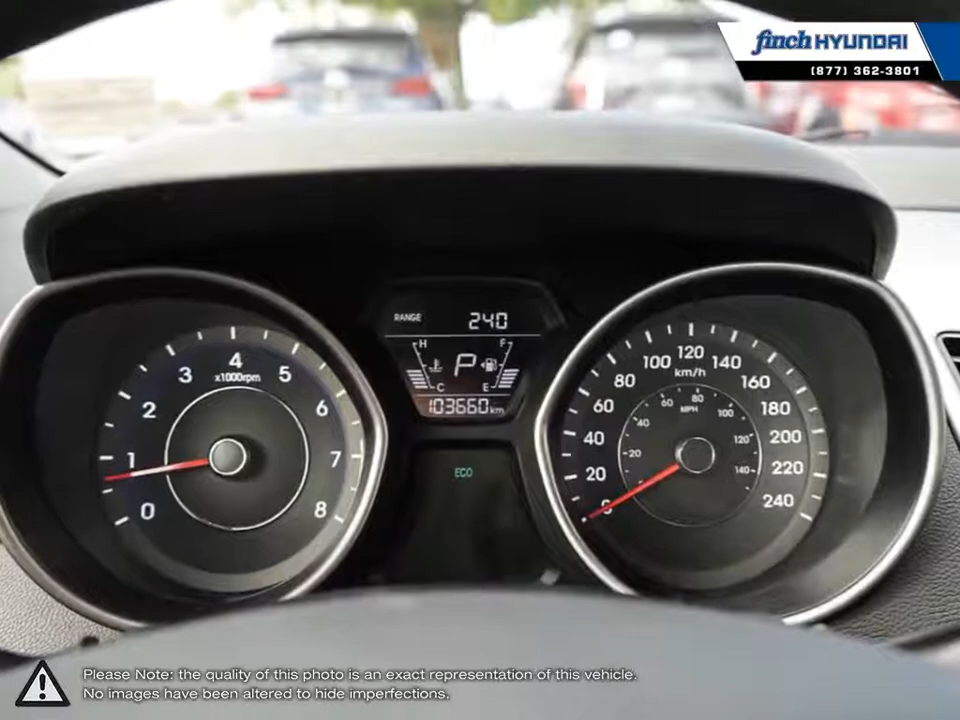 finch HYUNDAI
(877) 362-3801
RANGE 240
H F
P
C E
103660 km
ECO
0 1 2 3 4 5 6 7 8
x1000rpm
0 20 40 60 80 100 120 140 160 180 200 220 240
km/h
20 40 60 80 100 120 140
MPH
Please Note: the quality of this photo is an exact representation of this vehicle.
No images have been altered to hide imperfections.